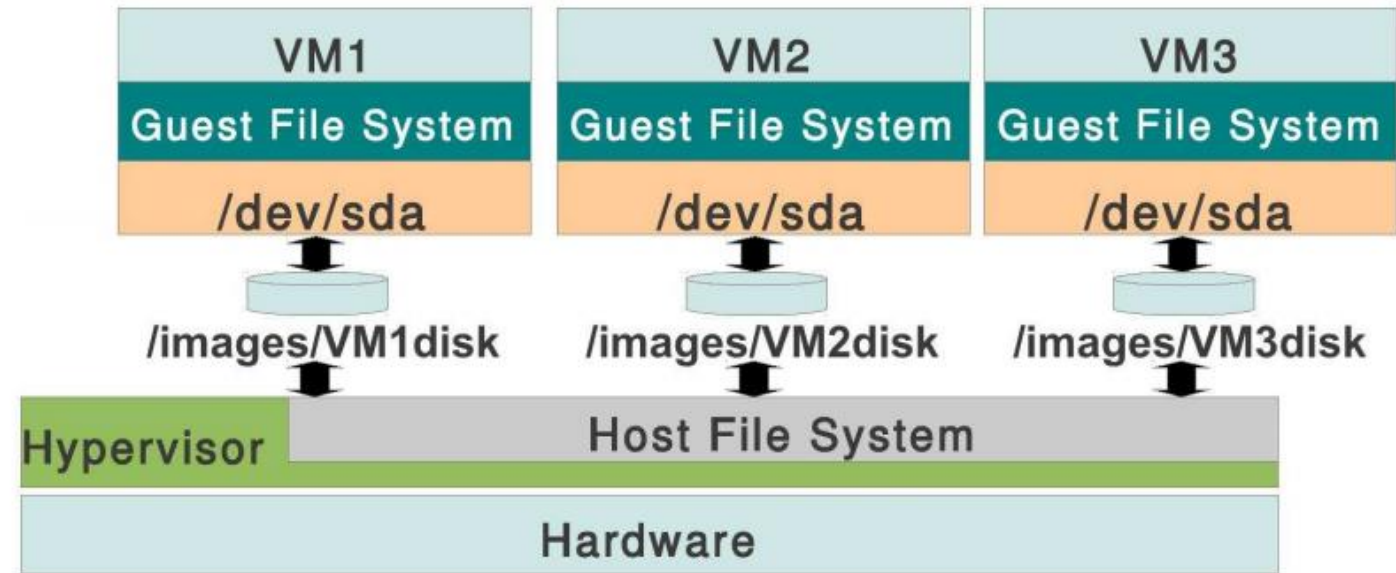 VM1
VM2
VM3
Guest File System
Guest File System
Guest File System
/dev/sda
/dev/sda
/dev/sda
/images/VM1disk
/images/VM2disk
/images/VM3disk
Hypervisor
Host File System
Hardware